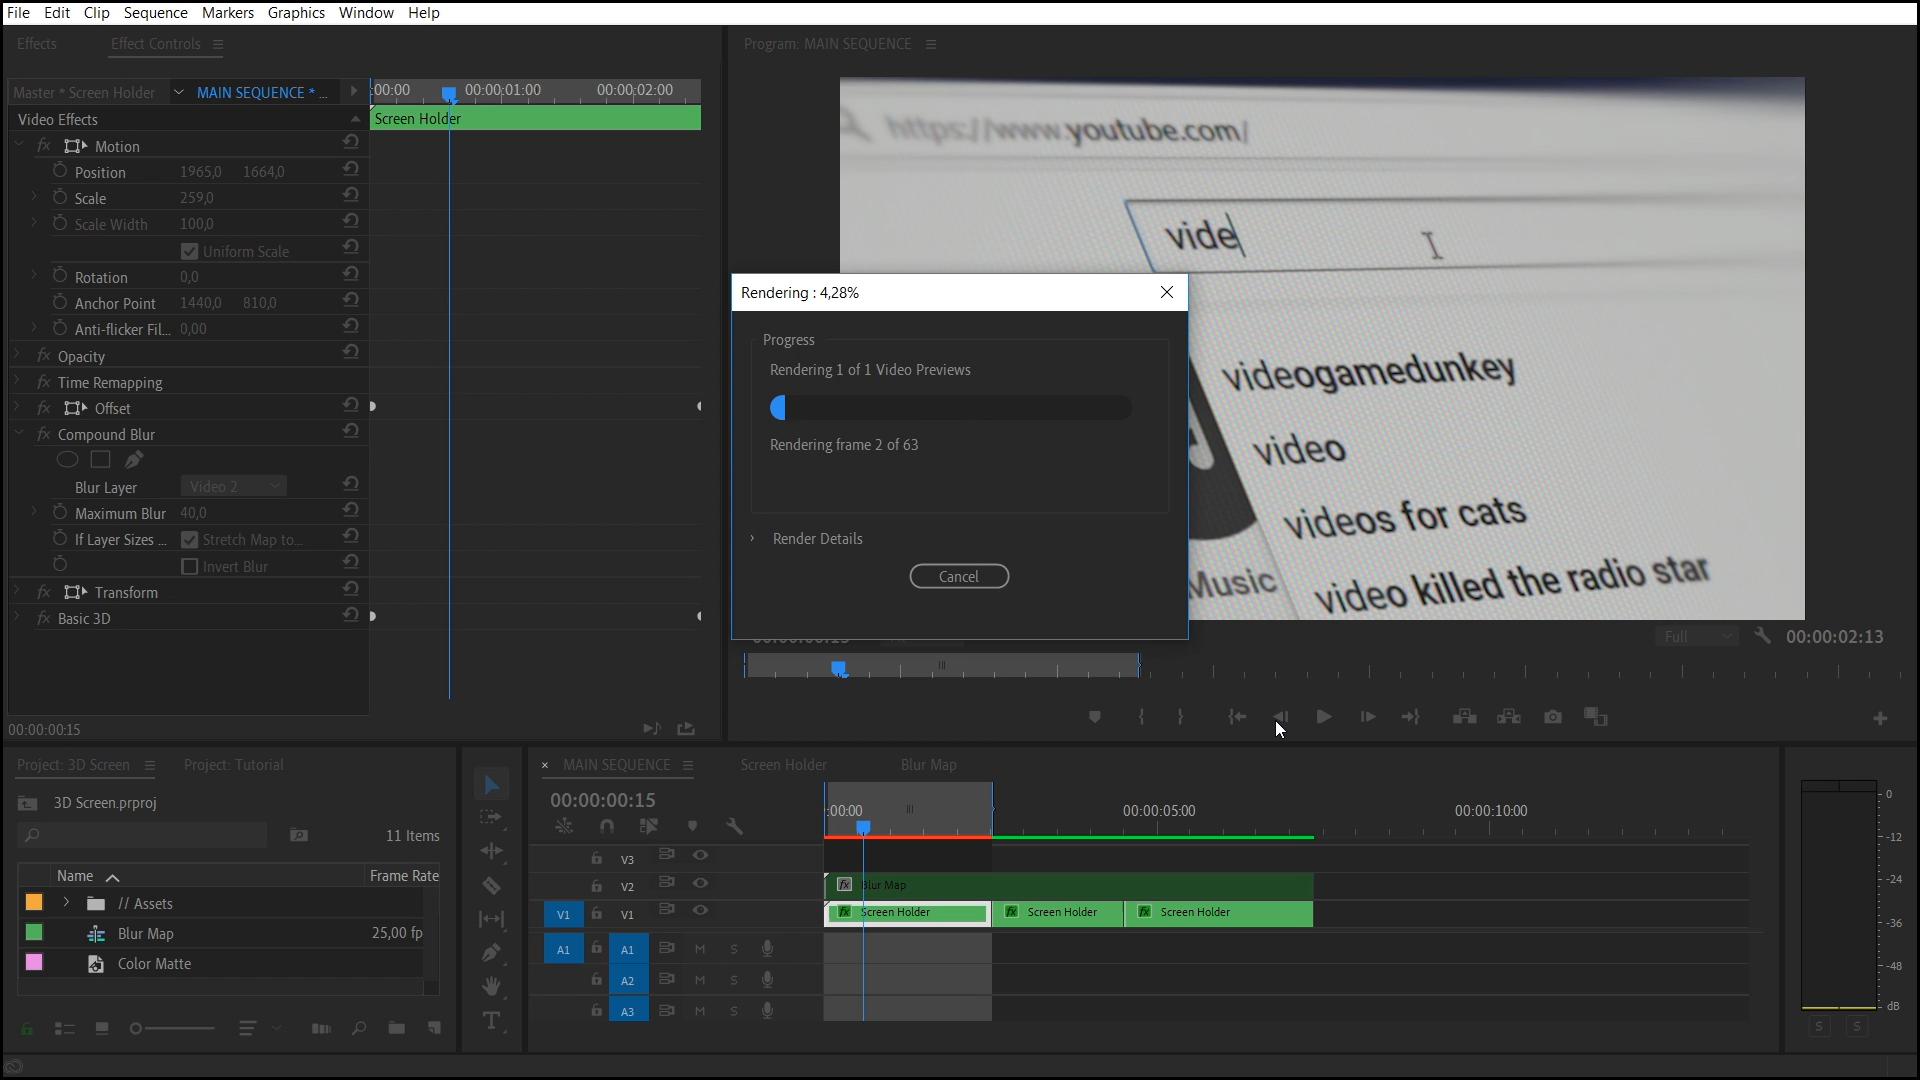 File Edit Clip Sequence Markers Graphics Window Help
Effects
Effect Controls
Master * Screen Holder
MAIN SEQUENCE * ...
:00:00
00:00:01:00
00:00:02:00
Screen Holder
Video Effects
fx Motion
Position 1965,0 1664,0
Scale 259,0
Scale Width 100,0
Uniform Scale
Rotation 0,0
Anchor Point 1440,0 810,0
Anti-flicker Fil... 0,00
fx Opacity
fx Time Remapping
fx Offset
fx Compound Blur
Blur Layer Video 2
Maximum Blur 40,0
If Layer Sizes ... Stretch Map to...
Invert Blur
fx Transform
fx Basic 3D
00:00:00:15
Program: MAIN SEQUENCE
https://www.youtube.com/
vide
videogamedunkey
video
videos for cats
video killed the radio star
Music
Rendering : 4,28%
Progress
Rendering 1 of 1 Video Previews
Rendering frame 2 of 63
Render Details
Cancel
Full
00:00:02:13
Project: 3D Screen
Project: Tutorial
3D Screen.prproj
11 Items
Name
Frame Rate
// Assets
Blur Map 25,00 fp
Color Matte
MAIN SEQUENCE
Screen Holder
Blur Map
00:00:00:15
:00:00
00:00:05:00
00:00:10:00
V3
V2
fx Blur Map
V1 V1
fx Screen Holder
fx Screen Holder
fx Screen Holder
A1 A1 M S
A2 M S
A3 M S
0
-12
-24
-36
-48
dB
S S